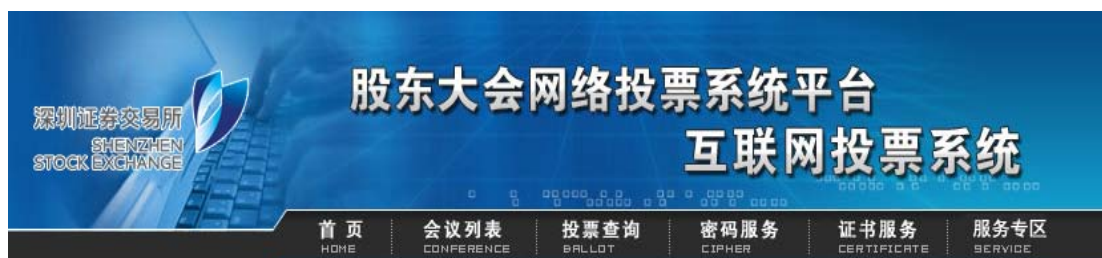 股东大会网络投票系统平台
互联网投票系统
深圳证券交易所
SHENZHEN
STOCK EXCHANGE
首页 会议列表 投票查询 密码服务 证书服务 服务专区
HOME CONFERENCE BALLOT CIPHER CERTIFICATE SERVICE